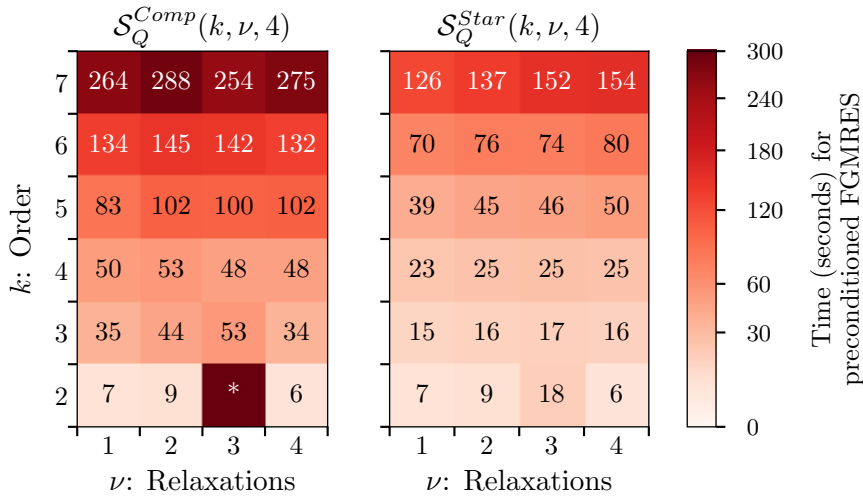 S_Q^{Comp}(k, ν, 4)
S_Q^{Star}(k, ν, 4)
7 264 288 254 275
126 137 152 154
6 134 145 142 132
70 76 74 80
5 83 102 100 102
39 45 46 50
4 50 53 48 48
23 25 25 25
3 35 44 53 34
15 16 17 16
2 7 9 * 6
7 9 18 6
1 2 3 4
1 2 3 4
k: Order
ν: Relaxations
ν: Relaxations
300
240
180
120
60
30
0
Time (seconds) for
preconditioned FGMRES